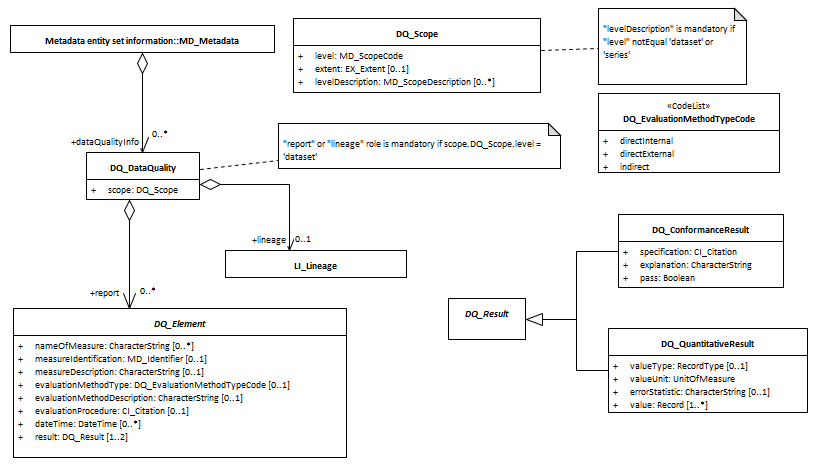 Metadata entity set information::MD_Metadata
DQ_Scope
+ level: MD_ScopeCode
+ extent: EX_Extent [0..1]
+ levelDescription: MD_ScopeDescription [0..*]
"levelDescription" is mandatory if
"level" notEqual 'dataset' or
'series'
«CodeList»
DQ_EvaluationMethodTypeCode
+ directInternal
+ directExternal
+ indirect
+dataQualityInfo 0..*
"report" or "lineage" role is mandatory if scope.DQ_Scope.level =
'dataset'
DQ_DataQuality
+ scope: DQ_Scope
+lineage 0..1
LI_Lineage
+report 0..*
DQ_Element
+ nameOfMeasure: CharacterString [0..*]
+ measureIdentification: MD_Identifier [0..1]
+ measureDescription: CharacterString [0..1]
+ evaluationMethodType: DQ_EvaluationMethodTypeCode [0..1]
+ evaluationMethodDescription: CharacterString [0..1]
+ evaluationProcedure: CI_Citation [0..1]
+ dateTime: DateTime [0..*]
+ result: DQ_Result [1..2]
DQ_Result
DQ_ConformanceResult
+ specification: CI_Citation
+ explanation: CharacterString
+ pass: Boolean
DQ_QuantitativeResult
+ valueType: RecordType [0..1]
+ valueUnit: UnitOfMeasure
+ errorStatistic: CharacterString [0..1]
+ value: Record [1..*]